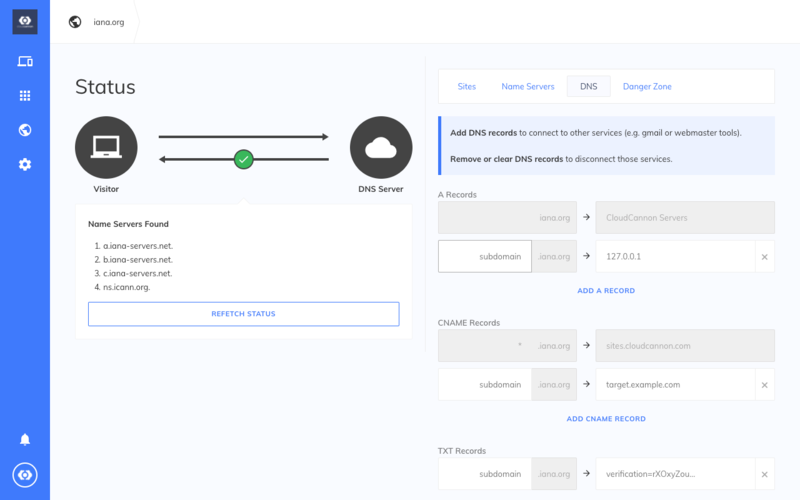 iana.org
Status
Visitor
DNS Server
Name Servers Found
1. a.iana-servers.net.
2. b.iana-servers.net.
3. c.iana-servers.net.
4. ns.icann.org.
REFETCH STATUS
Sites Name Servers DNS Danger Zone
Add DNS records to connect to other services (e.g. gmail or webmaster tools).
Remove or clear DNS records to disconnect those services.
A Records
iana.org → CloudCannon Servers
subdomain .iana.org → 127.0.0.1 ×
ADD A RECORD
CNAME Records
* .iana.org → sites.cloudcannon.com
subdomain .iana.org → target.example.com ×
ADD CNAME RECORD
TXT Records
subdomain .iana.org → verification=rXOxyZou... ×